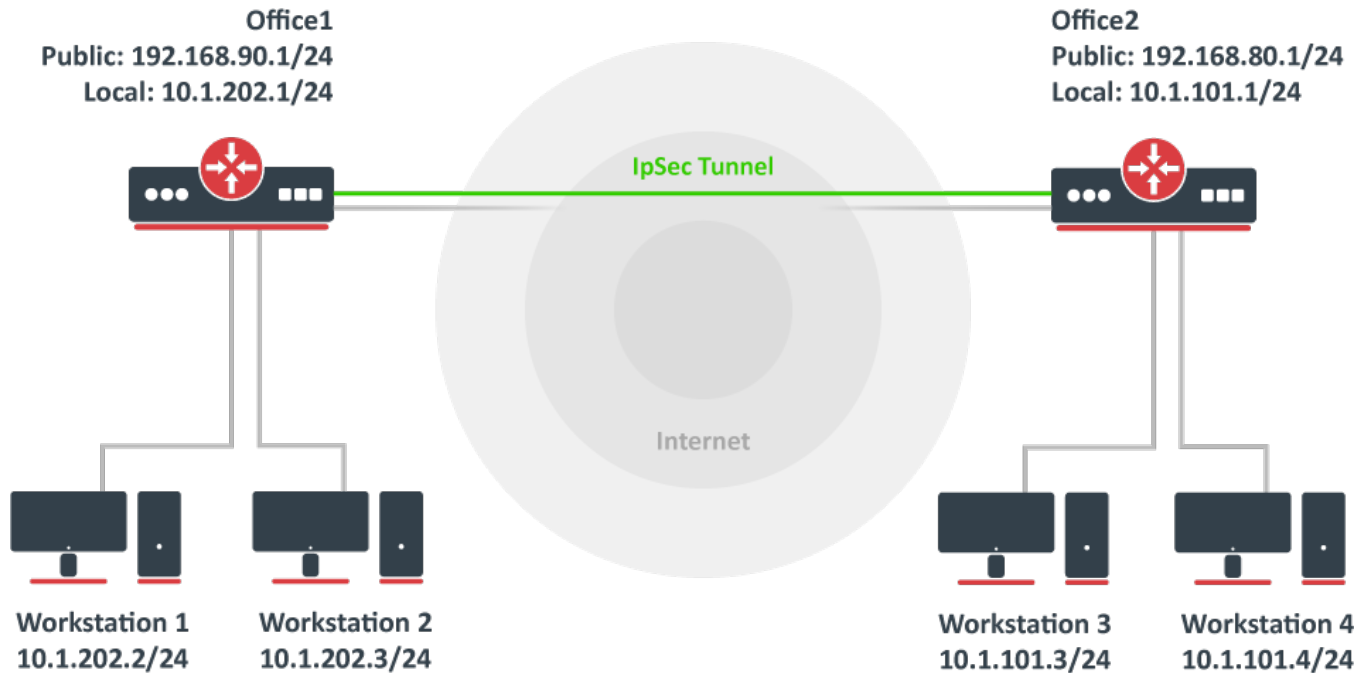 Office1
Public: 192.168.90.1/24
Local: 10.1.202.1/24
Office2
Public: 192.168.80.1/24
Local: 10.1.101.1/24
IpSec Tunnel
Internet
Workstation 1
10.1.202.2/24
Workstation 2
10.1.202.3/24
Workstation 3
10.1.101.3/24
Workstation 4
10.1.101.4/24